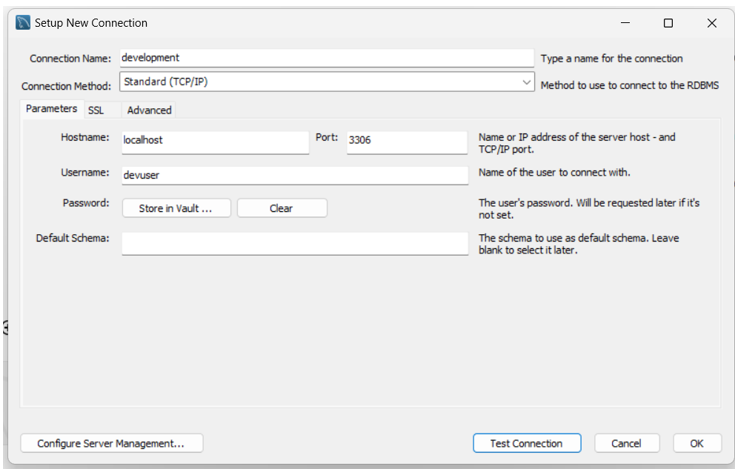 Setup New Connection
Connection Name: development Type a name for the connection
Connection Method: Standard (TCP/IP) Method to use to connect to the RDBMS
Parameters SSL Advanced
Hostname: localhost Port: 3306 Name or IP address of the server host - and
TCP/IP port.
Username: devuser Name of the user to connect with.
Password: Store in Vault ... Clear The user's password. Will be requested later if it's
not set.
Default Schema: The schema to use as default schema. Leave
blank to select it later.
Configure Server Management... Test Connection Cancel OK